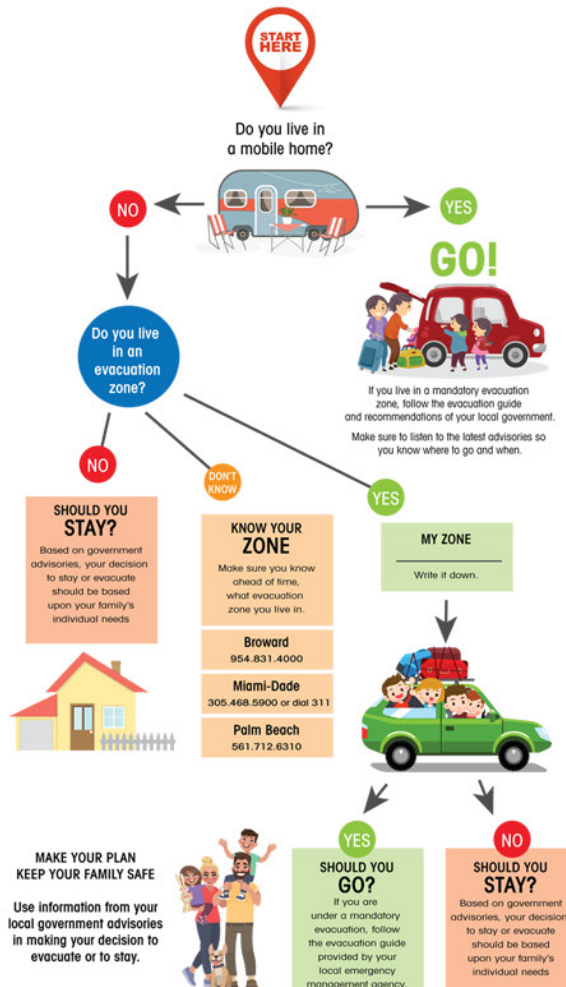 START
HERE
Do you live in
a mobile home?
NO
YES
GO!
If you live in a mandatory evacuation
zone, follow the evacuation guide
and recommendations of your local government.
Make sure to listen to the latest advisories so
you know where to go and when.
Do you live
in an
evacuation
zone?
NO
DON'T
KNOW
YES
SHOULD YOU
STAY?
Based on government
advisories, your decision
to stay or evacuate
should be based
upon your family's
individual needs
KNOW YOUR
ZONE
Make sure you know
ahead of time,
what evacuation
zone you live in.
Broward
954.831.4000
Miami-Dade
305.468.5900 or dial 311
Palm Beach
561.712.6310
MY ZONE
Write it down.
YES
SHOULD YOU
GO?
If you are
under a mandatory
evacuation, follow
the evacuation guide
provided by your
local emergency
management agency.
NO
SHOULD YOU
STAY?
Based on government
advisories, your decision
to stay or evacuate
should be based
upon your family's
individual needs
MAKE YOUR PLAN
KEEP YOUR FAMILY SAFE
Use information from your
local government advisories
in making your decision to
evacuate or to stay.